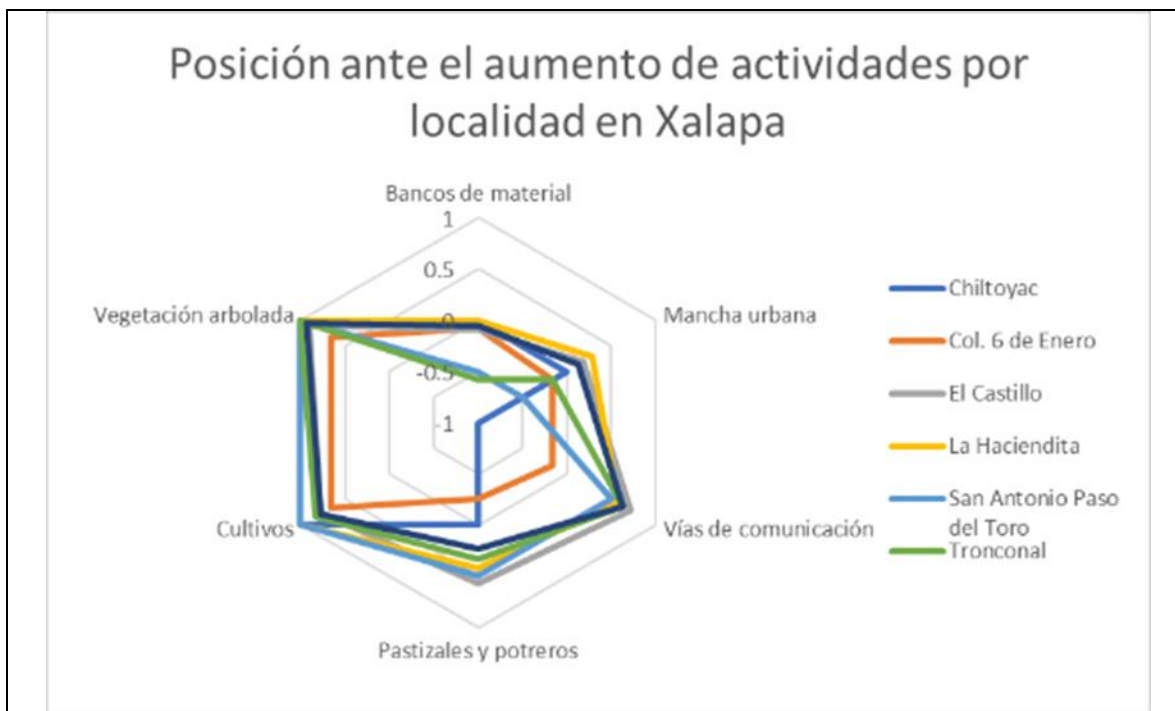 Posición ante el aumento de actividades por
localidad en Xalapa
Bancos de material
1
0.5
0
-0.5
-1
Mancha urbana
Vías de comunicación
Pastizales y potreros
Cultivos
Vegetación arbolada
Chiltoyac
Col. 6 de Enero
El Castillo
La Haciendita
San Antonio Paso
del Toro
Tronconal